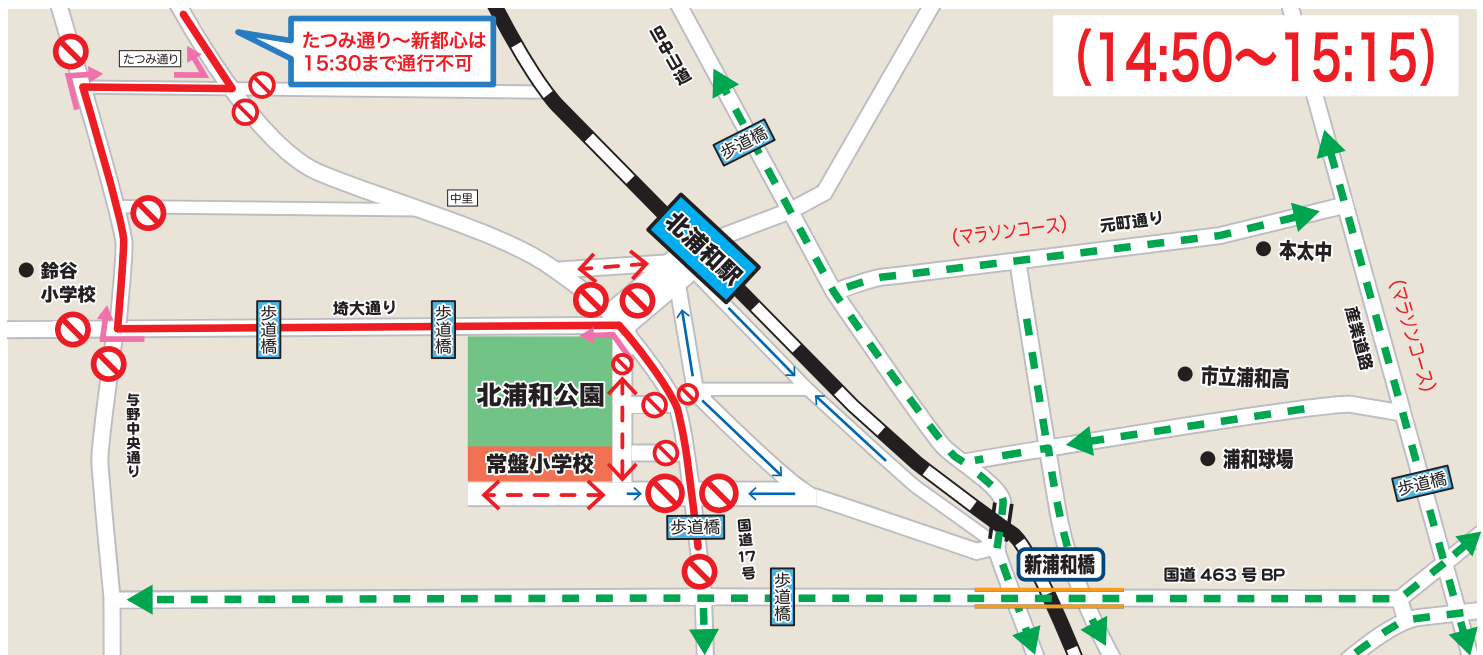 たつみ通り～新都心は
15:30まで通行不可
(14:50～15:15)
たつみ通り
旧中山道
歩道橋
中里
北浦和駅
(マラソンコース)
元町通り
本太中
鈴谷
小学校
埼大通り
歩道橋
歩道橋
(マラソンコース)
産業道路
北浦和公園
市立浦和高
与野中央通り
常盤小学校
浦和球場
歩道橋
歩道橋
国道17号
新浦和橋
歩道橋
国道463号BP